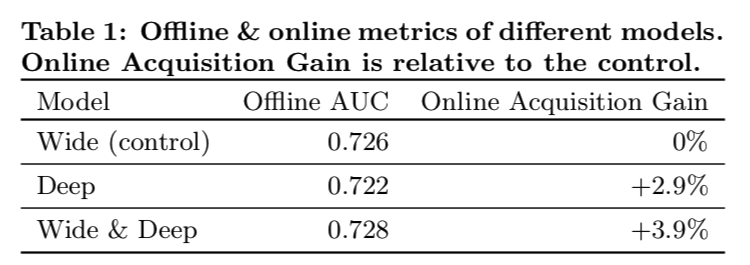 Table 1: Offline & online metrics of different models.
Online Acquisition Gain is relative to the control.
Model Offline AUC Online Acquisition Gain
Wide (control) 0.726 0%
Deep 0.722 +2.9%
Wide & Deep 0.728 +3.9%